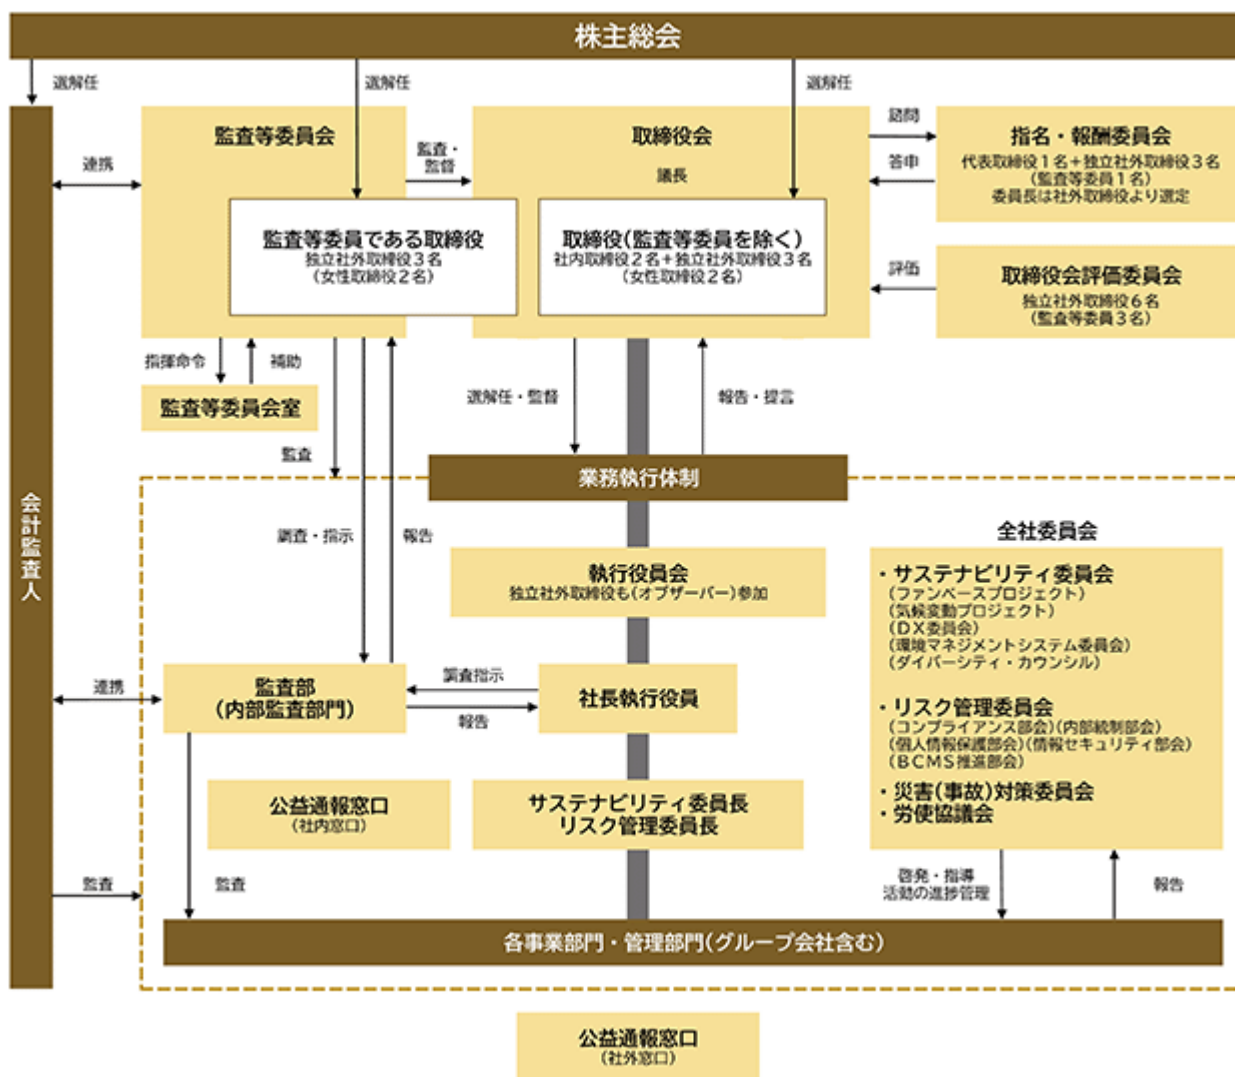 株主総会
選解任
選解任
選解任
監査等委員会
監査・
監督
取締役会
議長
諮問
答申
指名・報酬委員会
代表取締役1名+独立社外取締役3名
(監査等委員1名)
委員長は社外取締役より選定
連携
監査等委員である取締役
独立社外取締役3名
(女性取締役2名)
取締役(監査等委員を除く)
社内取締役2名+独立社外取締役3名
(女性取締役2名)
評価
取締役会評価委員会
独立社外取締役6名
(監査等委員3名)
指揮命令
補助
監査等委員会室
選解任・監督
報告・提言
監査
業務執行体制
会計監査人
調査・指示
報告
執行役員会
独立社外取締役も(オブザーバー)参加
全社委員会
・サステナビリティ委員会
(ファンベースプロジェクト)
(気候変動プロジェクト)
(DX委員会)
(環境マネジメントシステム委員会)
(ダイバーシティ・カウンシル)
・リスク管理委員会
(コンプライアンス部会)(内部統制部会)
(個人情報保護部会)(情報セキュリティ部会)
(BCMS推進部会)
・災害(事故)対策委員会
・労使協議会
連携
監査部
(内部監査部門)
調査指示
報告
社長執行役員
公益通報窓口
(社内窓口)
サステナビリティ委員長
リスク管理委員長
監査
監査
啓発・指導
活動の進捗管理
報告
各事業部門・管理部門(グループ会社含む)
公益通報窓口
(社外窓口)